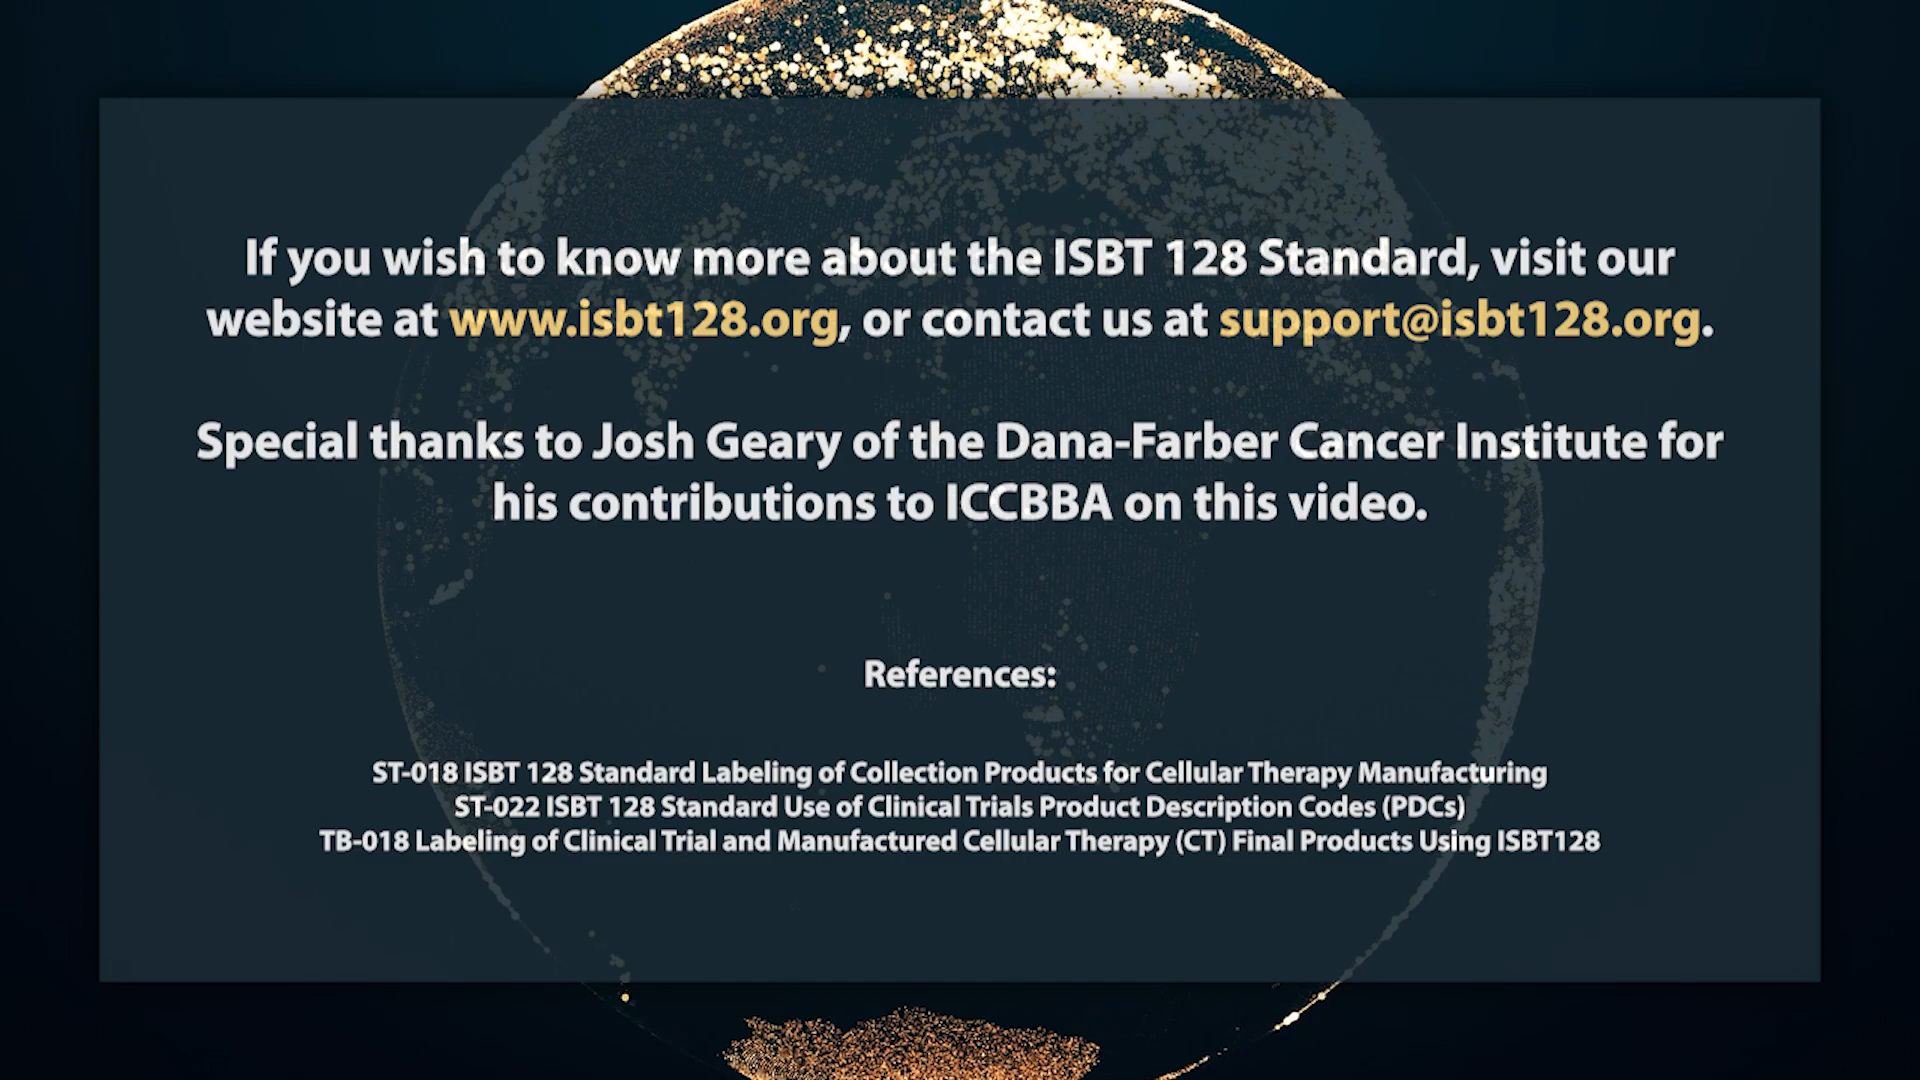 If you wish to know more about the ISBT 128 Standard, visit our
website at www.isbt128.org, or contact us at support@isbt128.org.
Special thanks to Josh Geary of the Dana-Farber Cancer Institute for
his contributions to ICCBBA on this video.
References:
ST-018 ISBT 128 Standard Labeling of Collection Products for Cellular Therapy Manufacturing
ST-022 ISBT 128 Standard Use of Clinical Trials Product Description Codes (PDCs)
TB-018 Labeling of Clinical Trial and Manufactured Cellular Therapy (CT) Final Products Using ISBT128